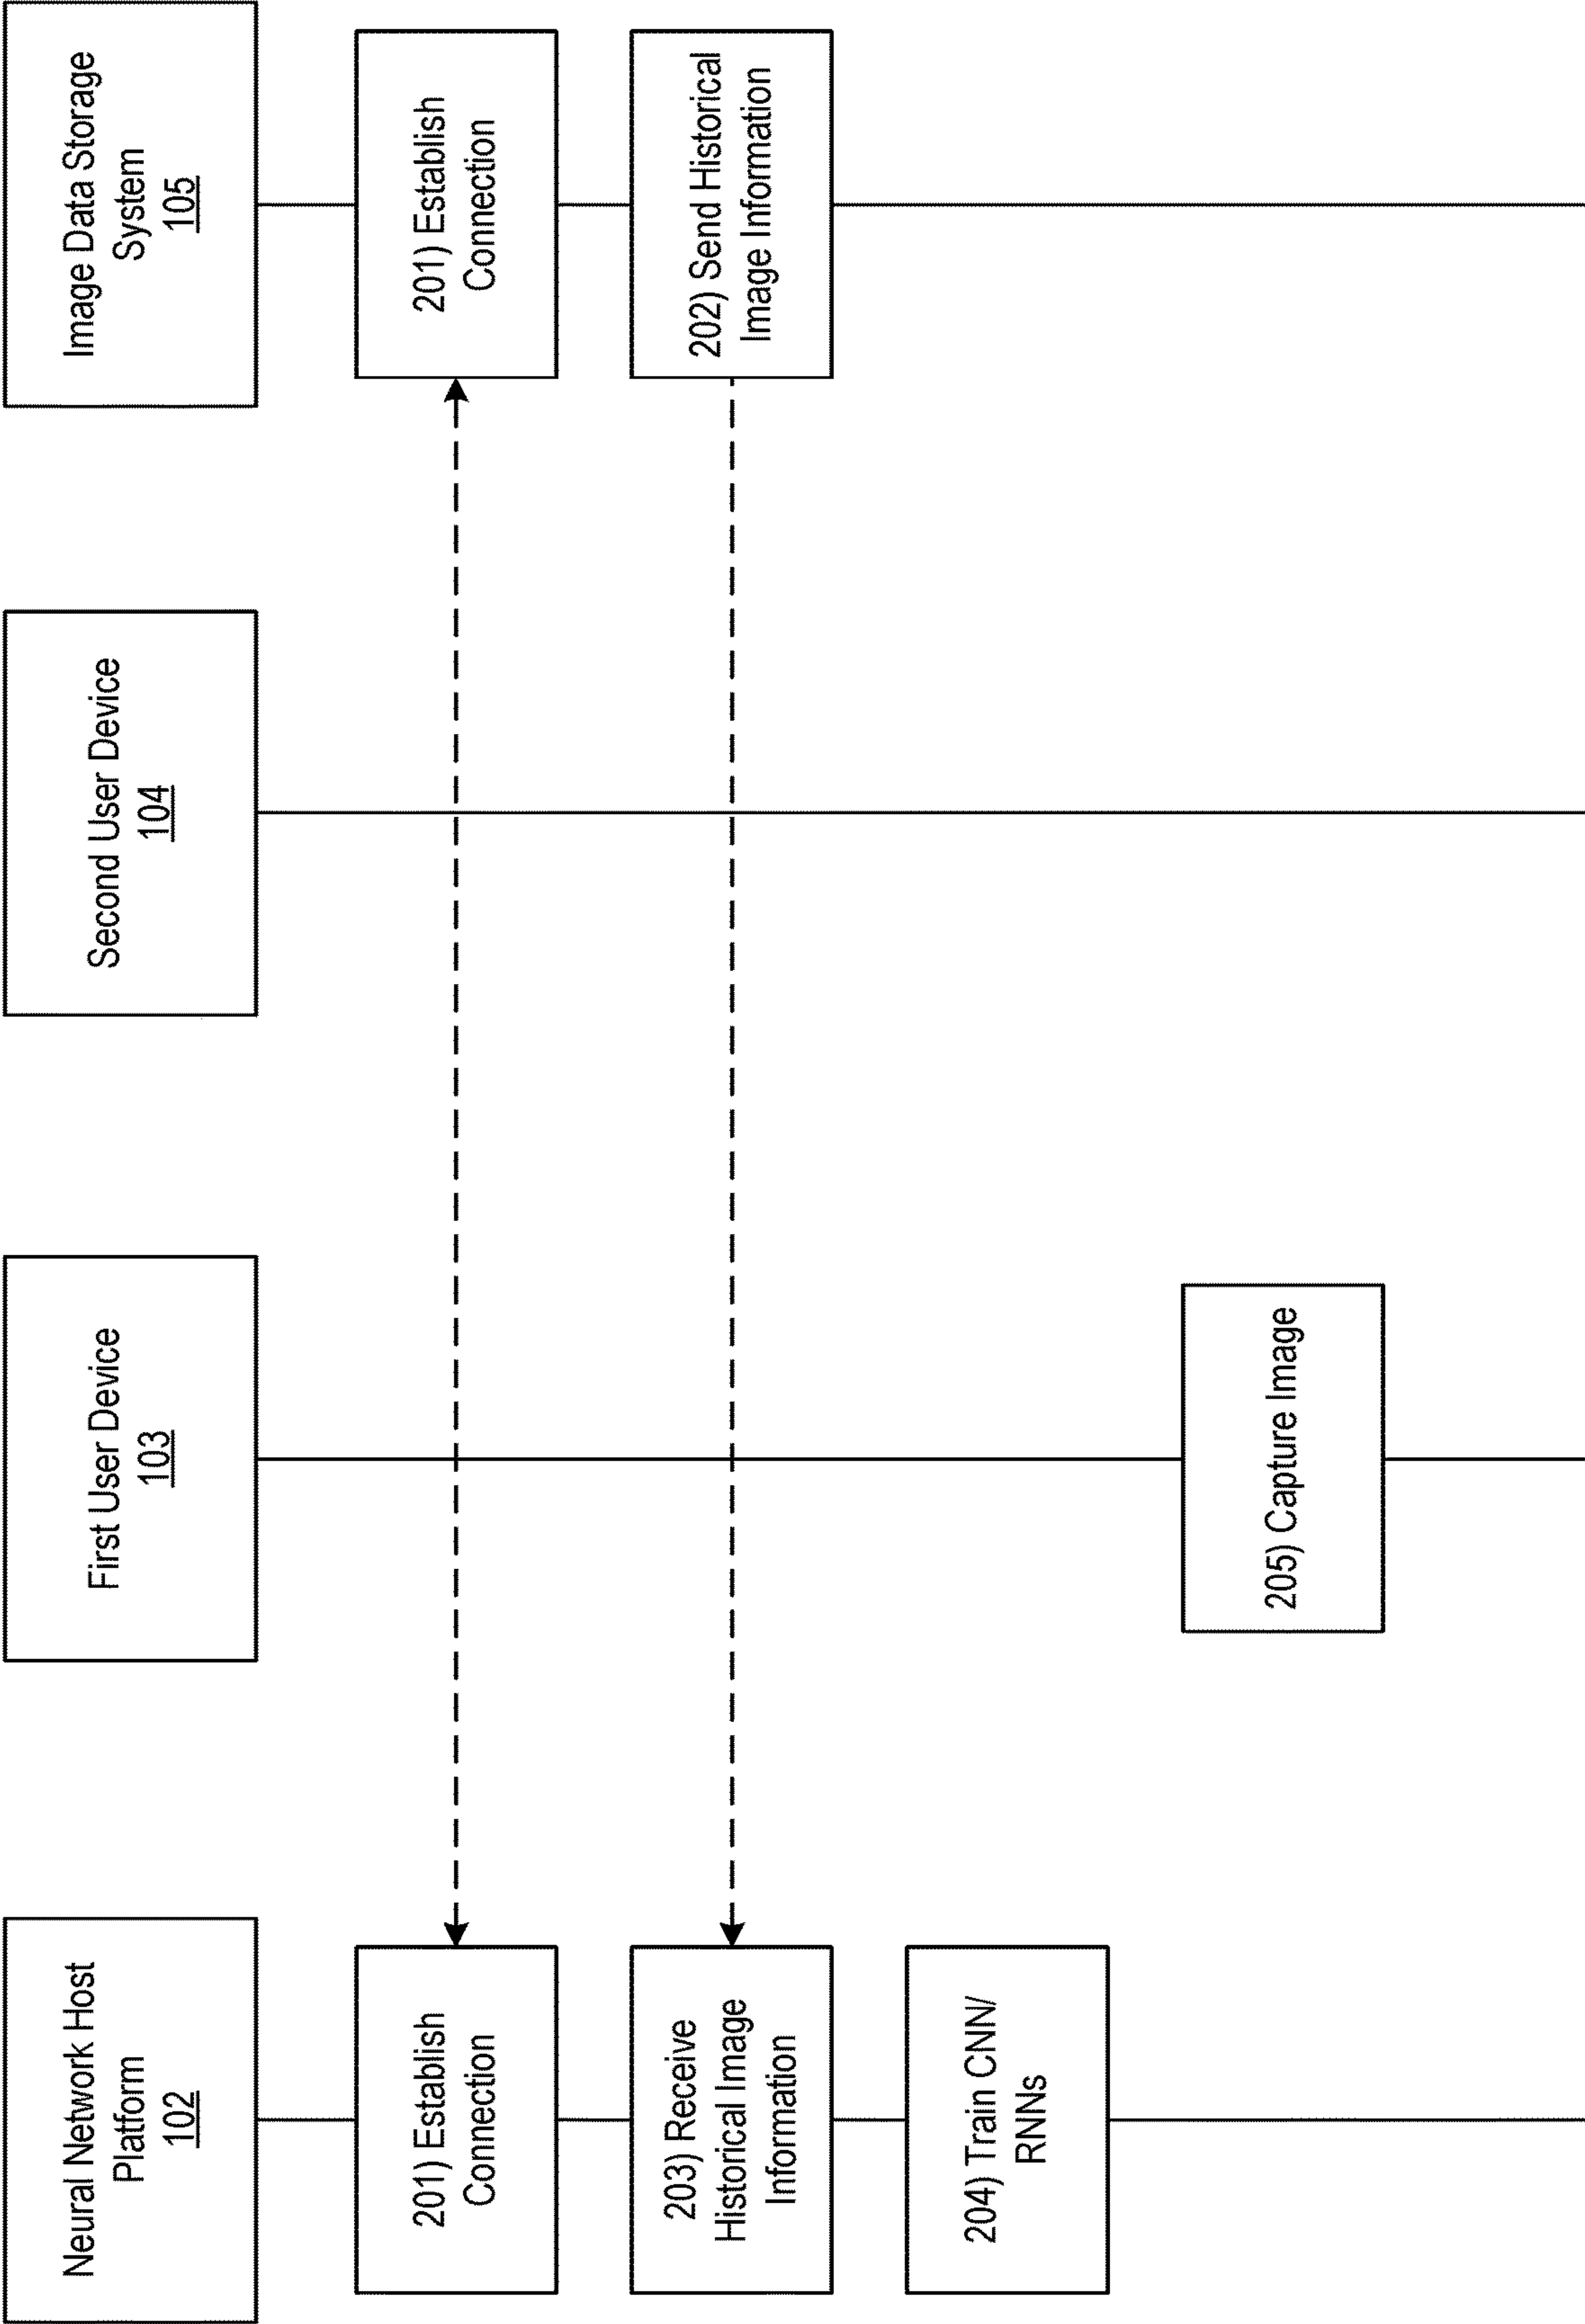 Neural Network Host
Platform
102
First User Device
103
Second User Device
104
Image Data Storage
System
105
201) Establish
Connection
201) Establish
Connection
203) Receive
Historical Image
Information
202) Send Historical
Image Information
204) Train CNN/
RNNs
205) Capture Image